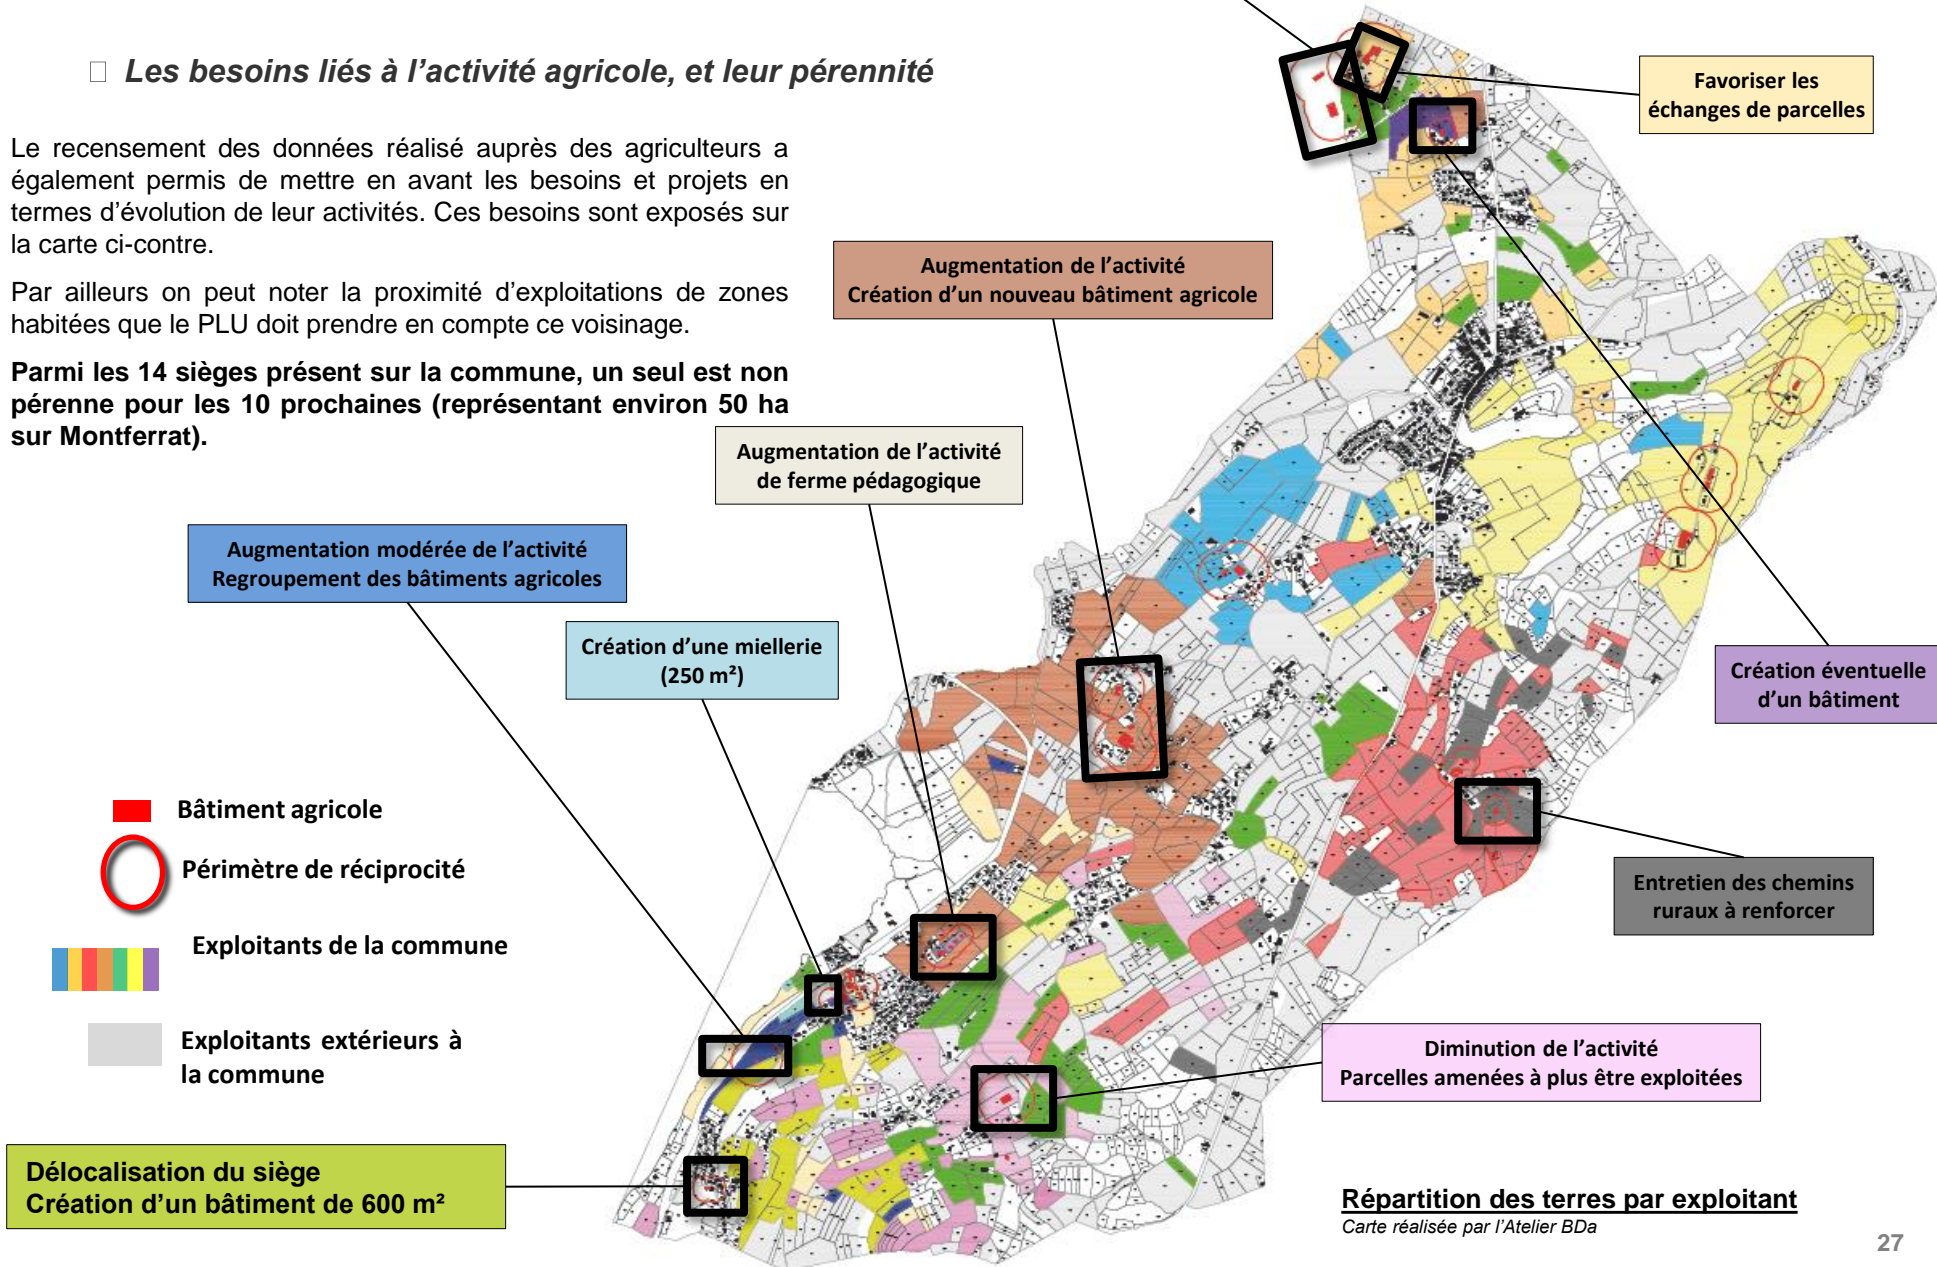 Les besoins liés à l’activité agricole, et leur pérennité
Le recensement des données réalisé auprès des agriculteurs a
également permis de mettre en avant les besoins et projets en
termes d’évolution de leur activités. Ces besoins sont exposés sur
la carte ci-contre.
Par ailleurs on peut noter la proximité d’exploitations de zones
habitées que le PLU doit prendre en compte ce voisinage.
Parmi les 14 sièges présent sur la commune, un seul est non
pérenne pour les 10 prochaines (représentant environ 50 ha
sur Montferrat).
Favoriser les
échanges de parcelles
Augmentation de l’activité
Création d’un nouveau bâtiment agricole
Augmentation de l’activité
de ferme pédagogique
Augmentation modérée de l’activité
Regroupement des bâtiments agricoles
Création d’une miellerie
(250 m²)
Création éventuelle
d’un bâtiment
Bâtiment agricole
Périmètre de réciprocité
Exploitants de la commune
Exploitants extérieurs à
la commune
Entretien des chemins
ruraux à renforcer
Diminution de l’activité
Parcelles amenées à plus être exploitées
Délocalisation du siège
Création d’un bâtiment de 600 m²
Répartition des terres par exploitant
Carte réalisée par l’Atelier BDa
27